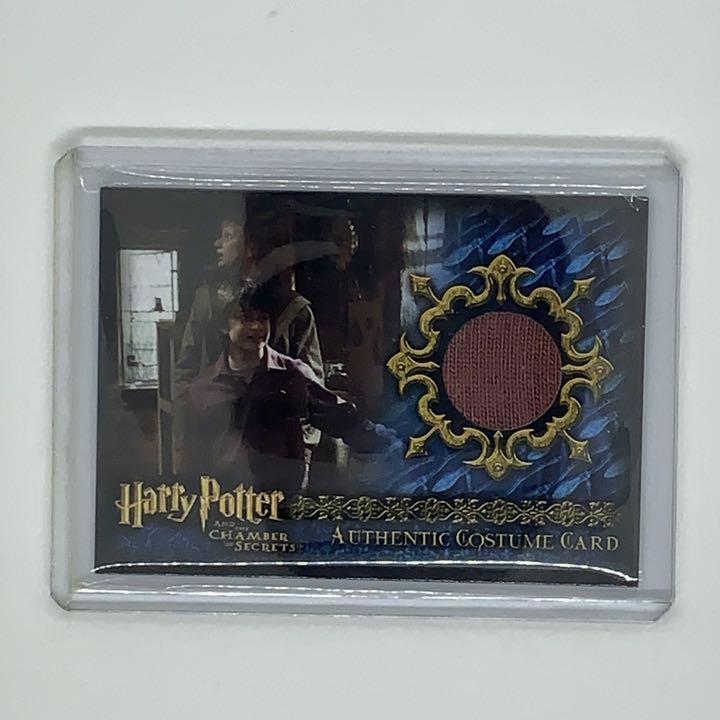 Harry Potter
AND THE
CHAMBER
OF SECRETS
AUTHENTIC COSTUME CARD